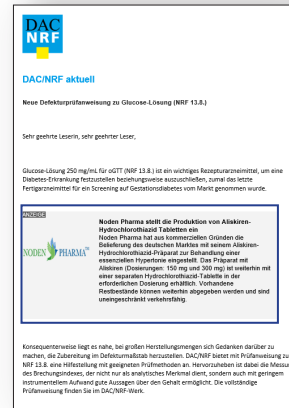 DAC
NRF
DAC/NRF aktuell
Neue Defekturprüfanweisung zu Glucose-Lösung (NRF 13.8.)
Sehr geehrte Leserin, sehr geehrter Leser,
Glucose-Lösung 250 mg/mL für oGTT (NRF 13.8.) ist ein wichtiges Rezepturarzneimittel, um eine
Diabetes-Erkrankung festzustellen beziehungsweise auszuschließen, zumal das letzte
Fertigarzneimittel für ein Screening auf Gestationsdiabetes vom Markt genommen wurde.
ANZEIGE
NODEN PHARMA™
Noden Pharma stellt die Produktion von Aliskiren-
Hydrochlorothiazid Tabletten ein
Noden Pharma hat aus kommerziellen Gründen die
Belieferung des deutschen Marktes mit seinem Aliskiren-
Hydrochlorothiazid-Präparat zur Behandlung einer
essenziellen Hypertonie eingestellt. Das Präparat mit
Aliskiren (Dosierungen: 150 mg und 300 mg) ist weiterhin mit
einer separaten Hydrochlorothiazid-Tablette in der
erforderlichen Dosierung erhältlich. Vorhandene
Restbestände können weiterhin abgegeben werden und sind
uneingeschränkt verkehrsfähig.
Konsequenterweise liegt es nahe, bei großen Herstellungsmengen sich Gedanken darüber zu
machen, die Zubereitung im Defekturmaßstab herzustellen. DAC/NRF bietet mit Prüfanweisung zu
NRF 13.8. eine Hilfestellung mit geeigneten Prüfmethoden an. Hervorzuheben ist dabei die Messung
des Brechungsindexes, der nicht nur als analytisches Merkmal dient, sondern auch mit geringem
instrumentellem Aufwand gute Aussagen über den Gehalt ermöglicht. Die vollständige
Prüfanweisung finden Sie im DAC/NRF-Werk.